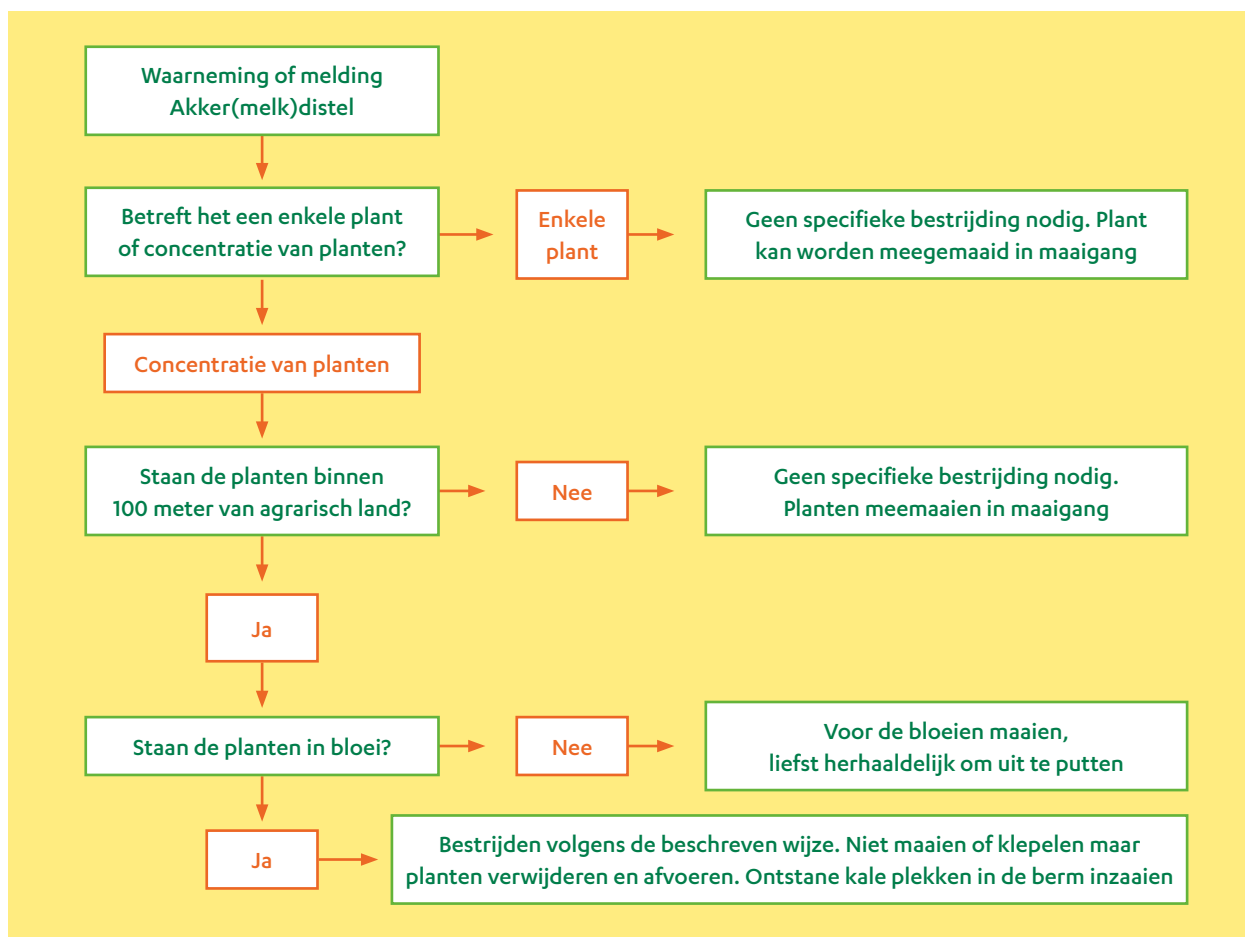 Waarneming of melding
Akker(melk)distel
Betreft het een enkele plant
of concentratie van planten?
Enkele
plant
Geen specifieke bestrijding nodig. Plant
kan worden meegemaaid in maaigang
Concentratie van planten
Staan de planten binnen
100 meter van agrarisch land?
Nee
Geen specifieke bestrijding nodig.
Planten meemaaien in maaigang
Ja
Staan de planten in bloei?
Nee
Voor de bloeien maaien,
liefst herhaaldelijk om uit te putten
Ja
Bestrijden volgens de beschreven wijze. Niet maaien of klepelen maar
planten verwijderen en afvoeren. Ontstane kale plekken in de berm inzaaien